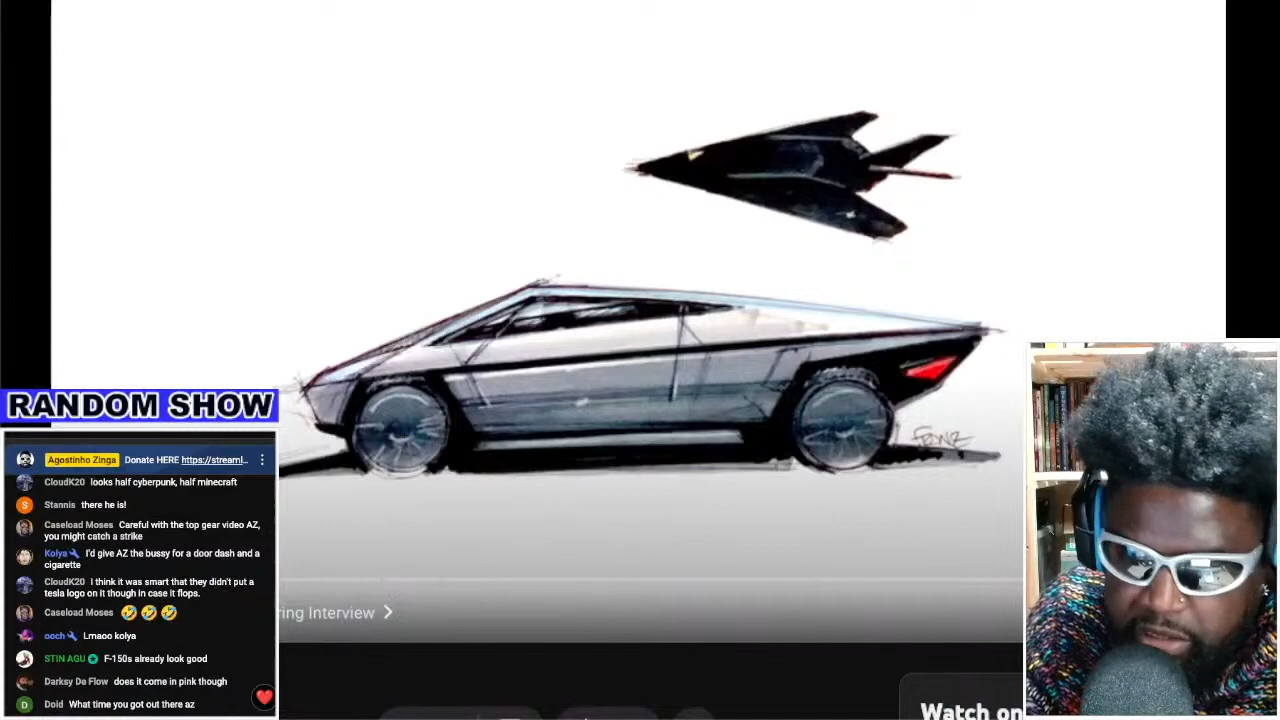 RANDOM SHOW
Agostinho Zinga Donate HERE https://streaml...
CloudK20 looks half cyberpunk, half minecraft
Stannis there he is!
Caseload Moses Careful with the top gear video AZ,
you might catch a strike
Kolya I'd give AZ the bussy for a door dash and a
cigarette
CloudK20 I think it was smart that they didn't put a
tesla logo on it though in case it flops.
Caseload Moses 🤣🤣🤣
ooch Lmaoo kolya
STIN AGU F-150s already look good
Darksy De Flow does it come in pink though
Doid What time you got out there az
ring Interview
Watch on